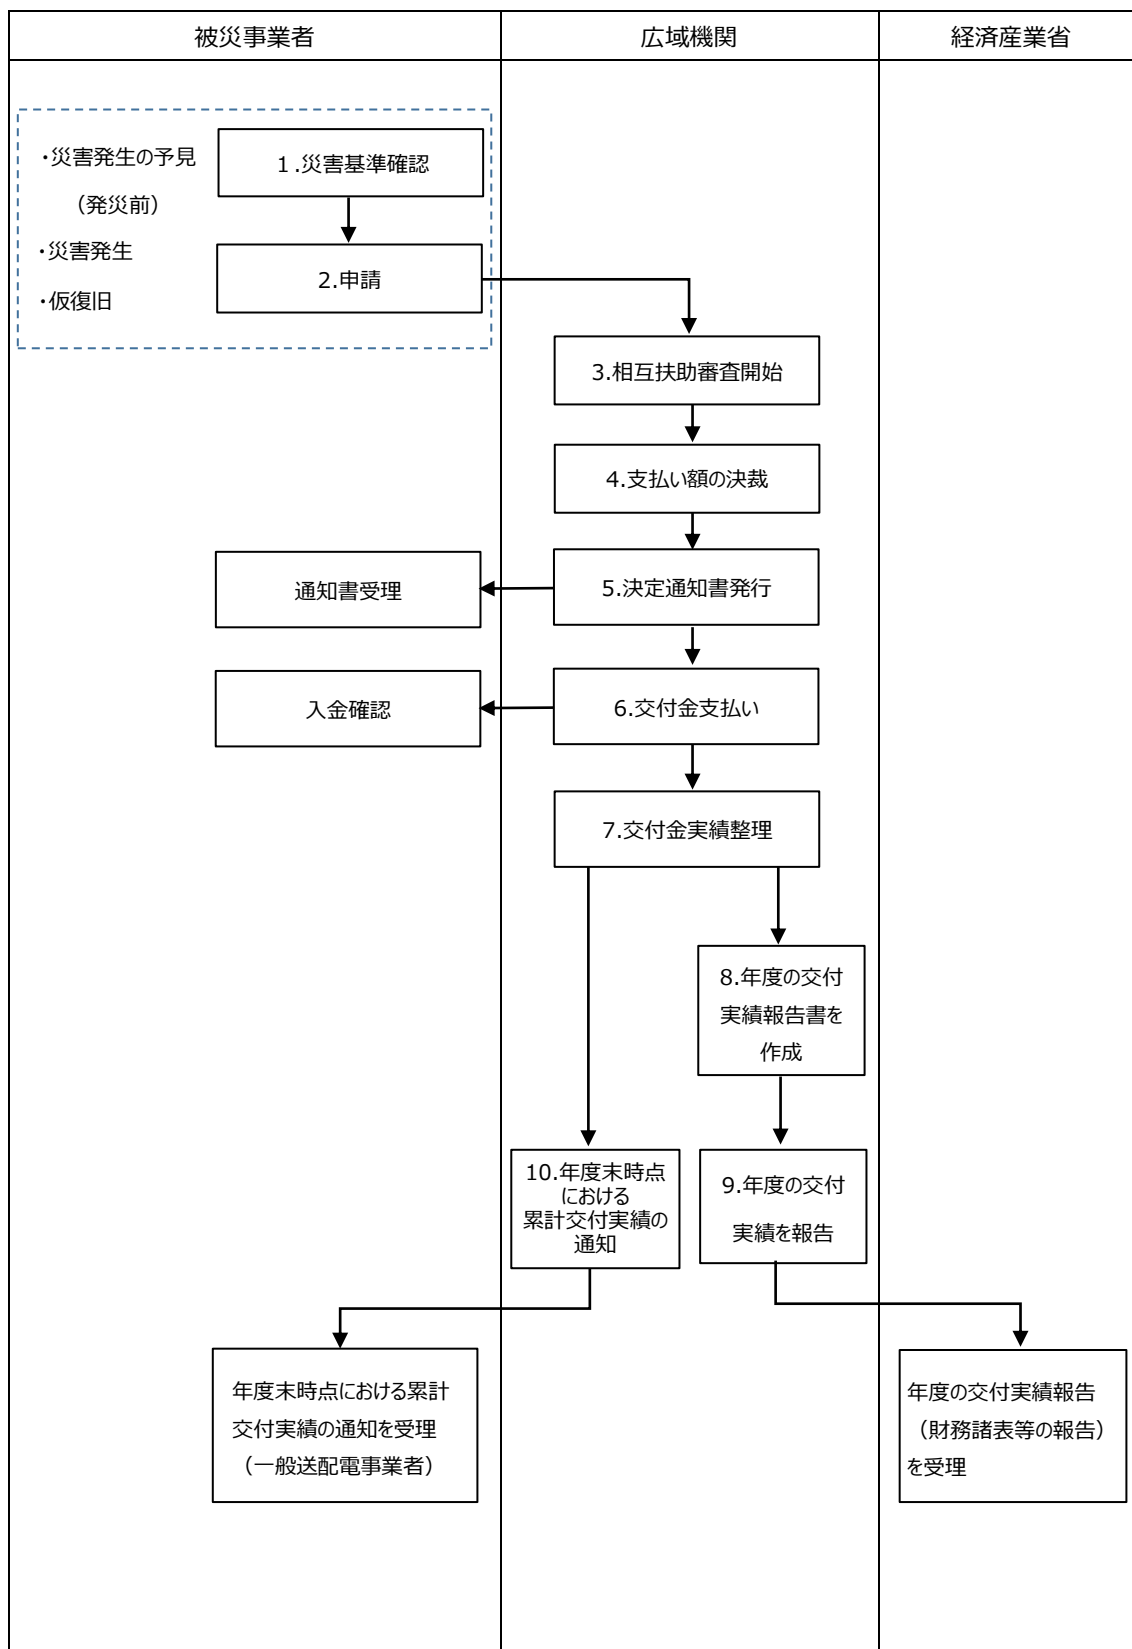 被災事業者
広域機関
経済産業省
・災害発生の予見
(発災前)
・災害発生
・仮復旧
１.災害基準確認
2.申請
3.相互扶助審査開始
4.支払い額の決裁
通知書受理
5.決定通知書発行
入金確認
6.交付金支払い
7.交付金実績整理
8.年度の交付
実績報告書を
作成
10.年度末時点
における
累計交付実績の
通知
9.年度の交付
実績を報告
年度末時点における累計
交付実績の通知を受理
（一般送配電事業者）
年度の交付実績報告
（財務諸表等の報告）
を受理